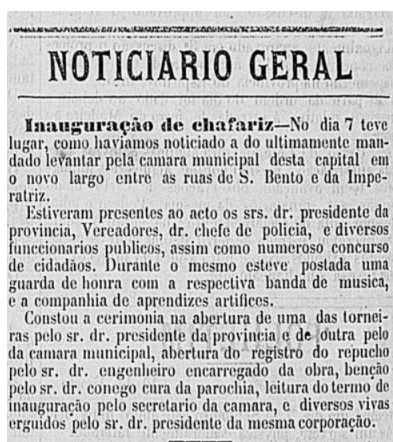 NOTICIARIO GERAL
Inauguração de chafariz—No dia 7 teve
lugar, como haviamos noticiado a do ultimamente man-
dado levantar pela camara municipal desta capital em
o novo largo entre as ruas de S. Bento e da Impe-
ratriz.
Estiveram presentes ao acto os srs. dr. presidente da
provincia, Vereadores, dr. chefe de policia, e diversos
funccionarios publicos, assim como numeroso concurso
de cidadãos. Durante o mesmo esteve postada uma
guarda de honra com a respectiva banda de musica,
e a companhia de aprendizes artifices.
Constou a cerimonia na abertura de uma das tornei-
ras pelo sr. dr. presidente da provincia e de outra pelo
da camara municipal, abertura do registro do repucho
pelo sr. dr. engenheiro encarregado da obra, benção
pelo sr. dr. conego cura da parochia, leitura do termo de
inauguração pelo secretario da camara, e diversos vivas
erguidos pelo sr. dr. presidente da mesma corporação.